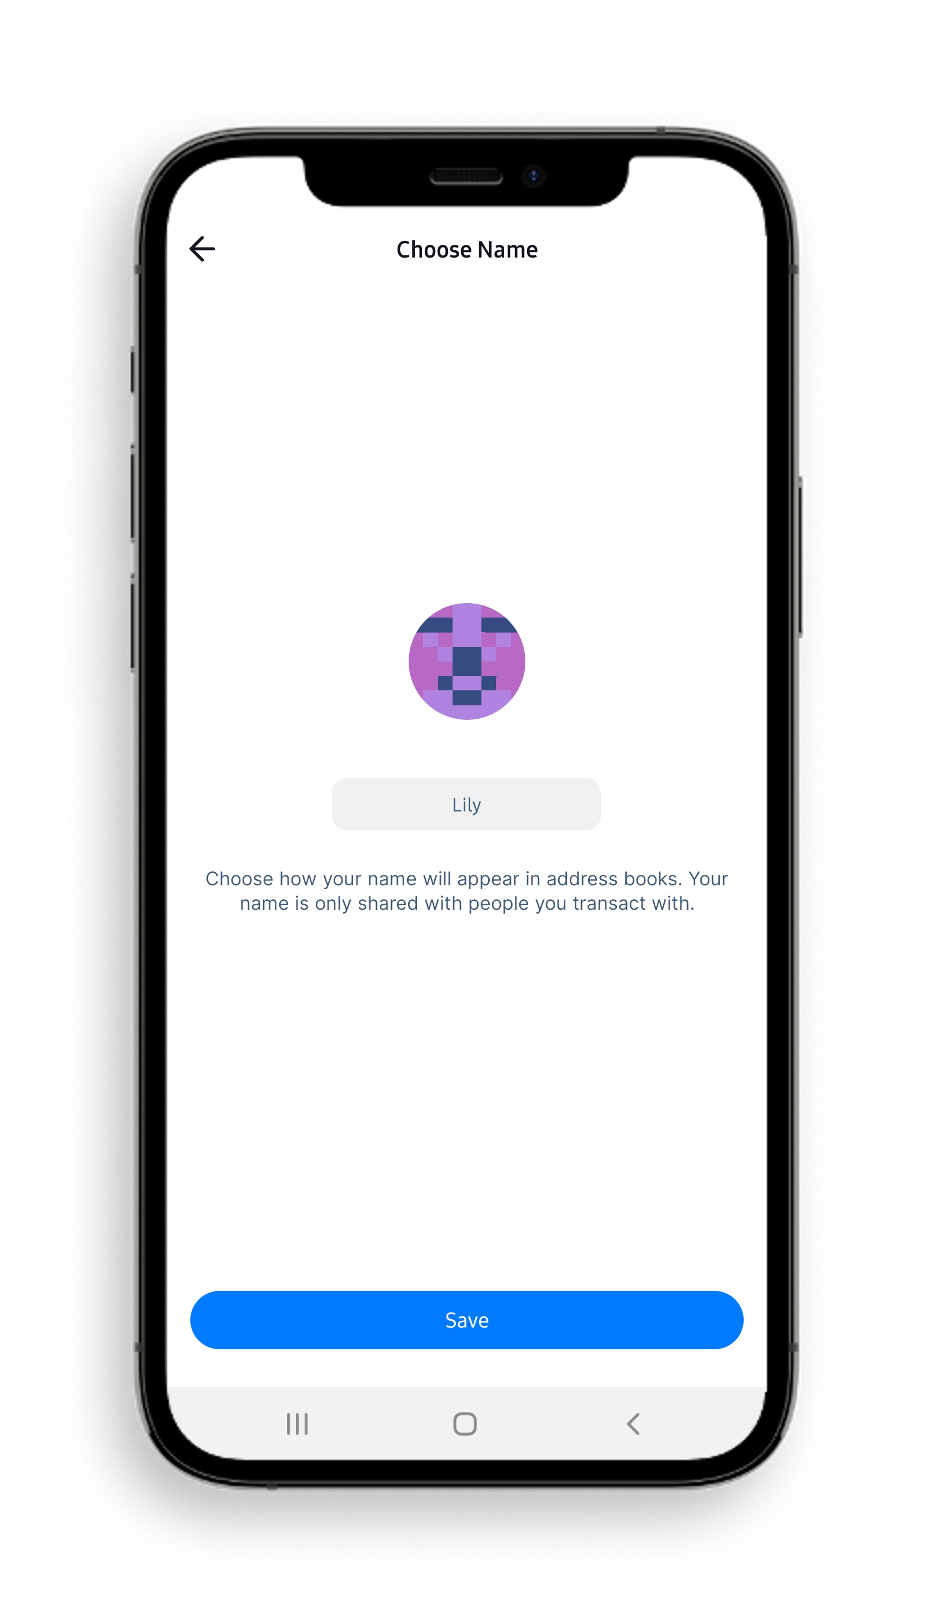 Choose Name
Lily
Choose how your name will appear in address books. Your
name is only shared with people you transact with.
Save